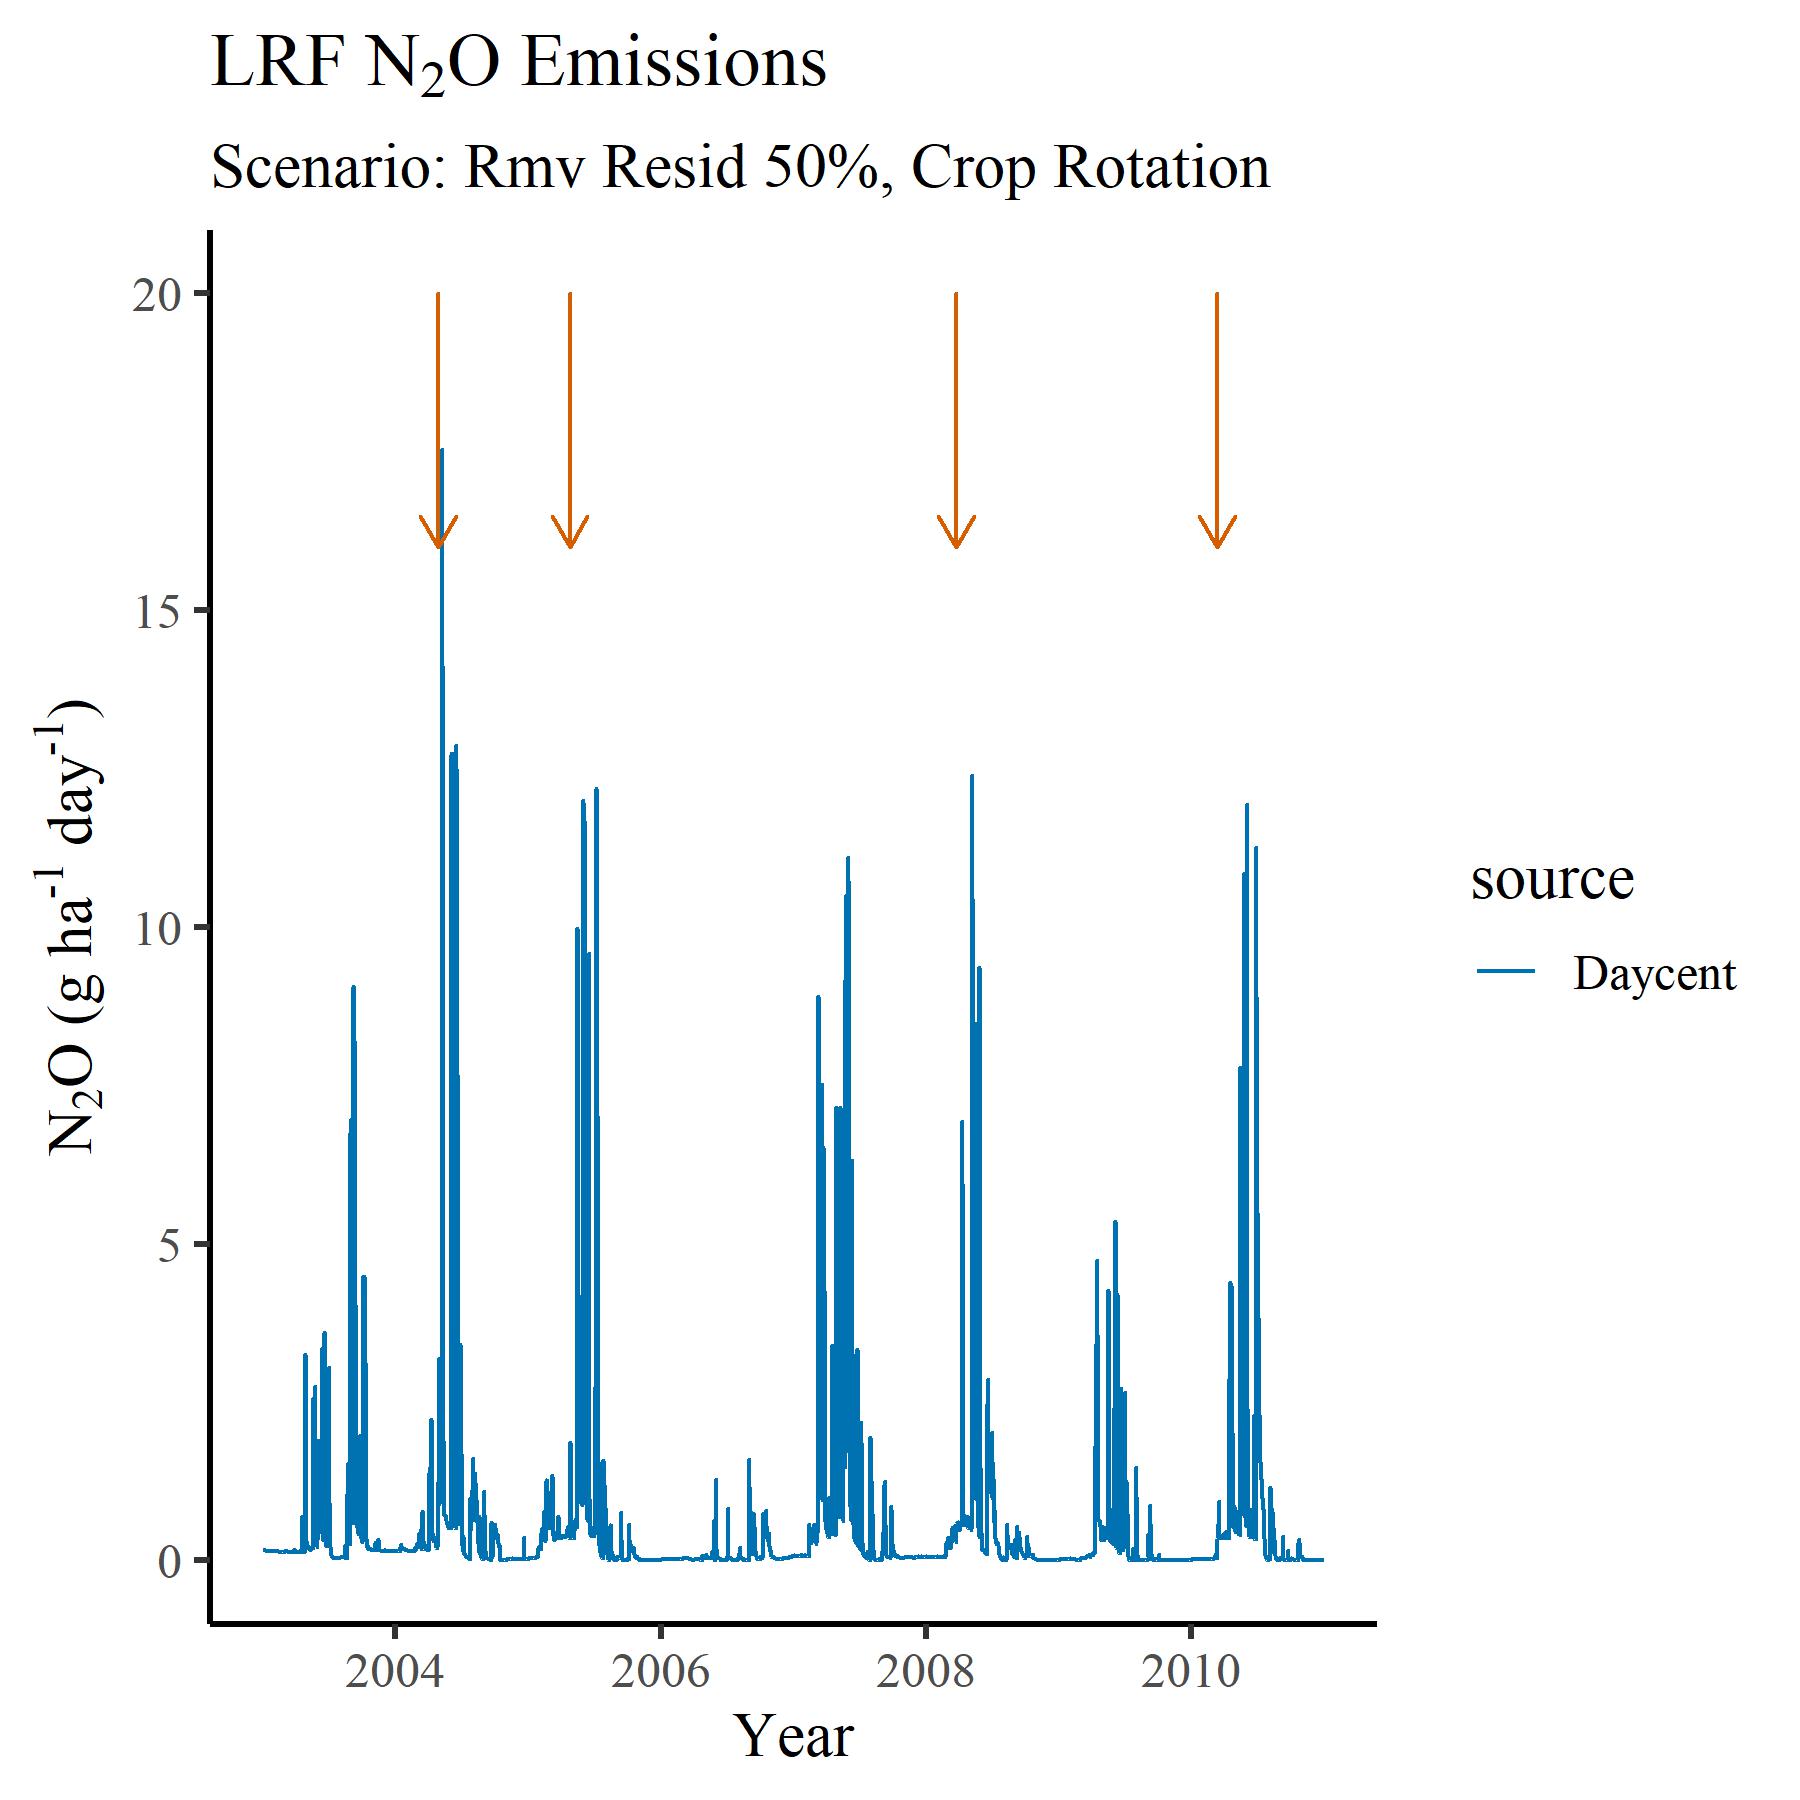 LRF N₂O Emissions
Scenario: Rmv Resid 50%, Crop Rotation
20
15
10
5
0
N₂O (g ha⁻¹ day⁻¹)
2004 2006 2008 2010
Year
source
Daycent